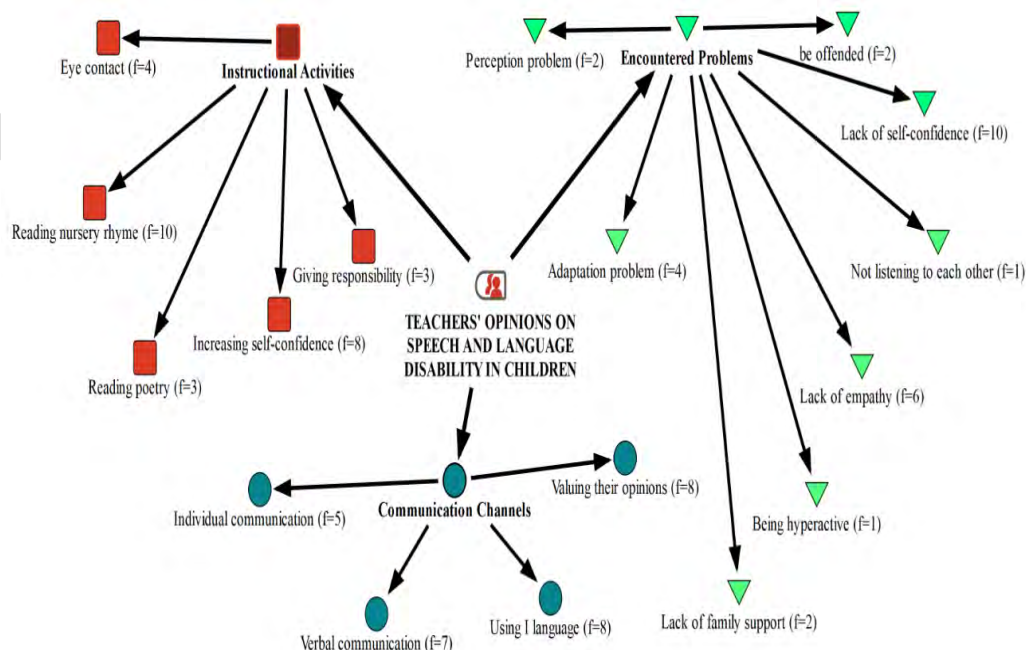 Eye contact (f=4)
Instructional Activities
Reading nursery rhyme (f=10)
Giving responsibility (f=3)
Increasing self-confidence (f=8)
Reading poetry (f=3)
Perception problem (f=2)
Encountered Problems
be offended (f=2)
Lack of self-confidence (f=10)
Adaptation problem (f=4)
Not listening to each other (f=1)
Lack of empathy (f=6)
Being hyperactive (f=1)
Lack of family support (f=2)
TEACHERS' OPINIONS ON
SPEECH AND LANGUAGE
DISABILITY IN CHILDREN
Individual communication (f=5)
Communication Channels
Valuing their opinions (f=8)
Verbal communication (f=7)
Using I language (f=8)